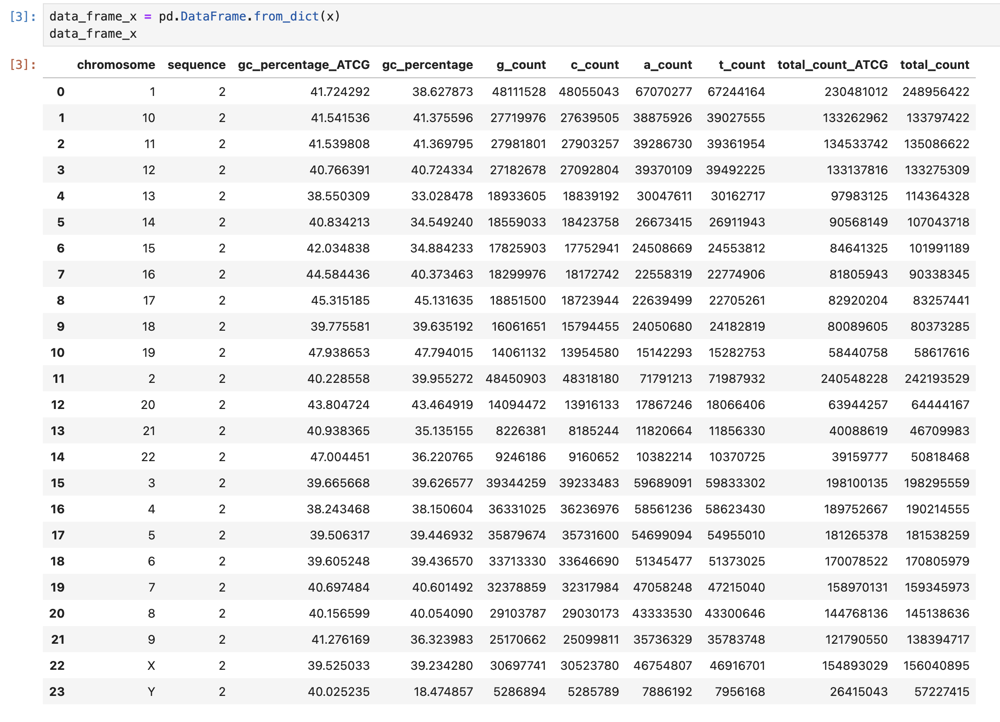 [3]: data_frame_x = pd.DataFrame.from_dict(x)
data_frame_x
[3]: chromosome sequence gc_percentage_ATCG gc_percentage g_count c_count a_count t_count total_count_ATCG total_count
0 1 2 41.724292 38.627873 48111528 48055043 67070277 67244164 230481012 248956422
1 10 2 41.541536 41.375596 27719976 27639505 38875926 39027555 133262962 133797422
2 11 2 41.539808 41.369795 27981801 27903257 39286730 39361954 134533742 135086622
3 12 2 40.766391 40.724334 27182678 27092804 39370109 39492225 133137816 133275309
4 13 2 38.550309 33.028478 18933605 18839192 30047611 30162717 97983125 114364328
5 14 2 40.834213 34.549240 18559033 18423758 26673415 26911943 90568149 107043718
6 15 2 42.034838 34.884233 17825903 17752941 24508669 24553812 84641325 101991189
7 16 2 44.584436 40.373463 18299976 18172742 22558319 22774906 81805943 90338345
8 17 2 45.315185 45.131635 18851500 18723944 22639499 22705261 82920204 83257441
9 18 2 39.775581 39.635192 16061651 15794455 24050680 24182819 80089605 80373285
10 19 2 47.938653 47.794015 14061132 13954580 15142293 15282753 58440758 58617616
11 2 2 40.228558 39.955272 48450903 48318180 71791213 71987932 240548228 242193529
12 20 2 43.804724 43.464919 14094472 13916133 17867246 18066406 63944257 64444167
13 21 2 40.938365 35.135155 8226381 8185244 11820664 11856330 40088619 46709983
14 22 2 47.004451 36.220765 9246186 9160652 10382214 10370725 39159777 50818468
15 3 2 39.665668 39.626577 39344259 39233483 59689091 59833302 198100135 198295559
16 4 2 38.243468 38.150604 36331025 36236976 58561236 58623430 189752667 190214555
17 5 2 39.506317 39.446932 35879674 35731600 54699094 54955010 181265378 181538259
18 6 2 39.605248 39.436570 33713330 33646690 51345477 51373025 170078522 170805979
19 7 2 40.697484 40.601492 32378859 32317984 47058248 47215040 158970131 159345973
20 8 2 40.156599 40.054090 29103787 29030173 43333530 43300646 144768136 145138636
21 9 2 41.276169 36.323983 25170662 25099811 35736329 35783748 121790550 138394717
22 X 2 39.525033 39.234280 30697741 30523780 46754807 46916701 154893029 156040895
23 Y 2 40.025235 18.474857 5286894 5285789 7886192 7956168 26415043 57227415